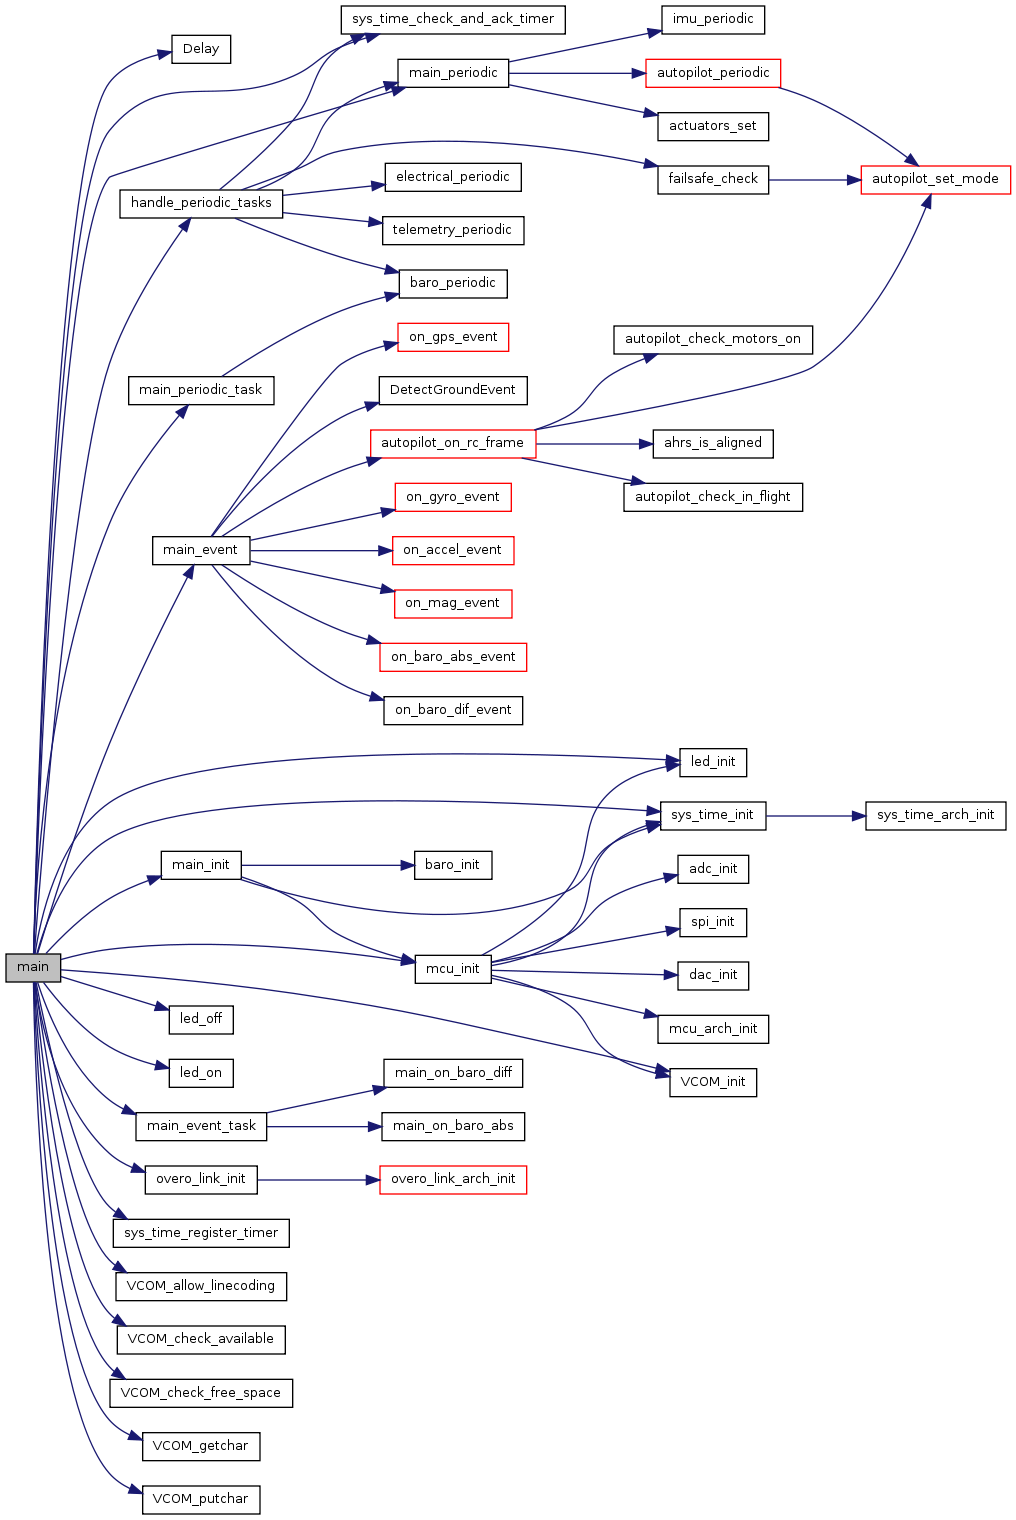 sys_time_check_and_ack_timer
imu_periodic
Delay
main_periodic
autopilot_periodic
actuators_set
electrical_periodic
failsafe_check
autopilot_set_mode
handle_periodic_tasks
telemetry_periodic
baro_periodic
on_gps_event
autopilot_check_motors_on
main_periodic_task
DetectGroundEvent
autopilot_on_rc_frame
ahrs_is_aligned
on_gyro_event
autopilot_check_in_flight
main_event
on_accel_event
on_mag_event
on_baro_abs_event
on_baro_dif_event
led_init
sys_time_init
sys_time_arch_init
main_init
baro_init
adc_init
spi_init
main
mcu_init
dac_init
led_off
mcu_arch_init
led_on
main_on_baro_diff
VCOM_init
main_event_task
main_on_baro_abs
overo_link_init
overo_link_arch_init
sys_time_register_timer
VCOM_allow_linecoding
VCOM_check_available
VCOM_check_free_space
VCOM_getchar
VCOM_putchar